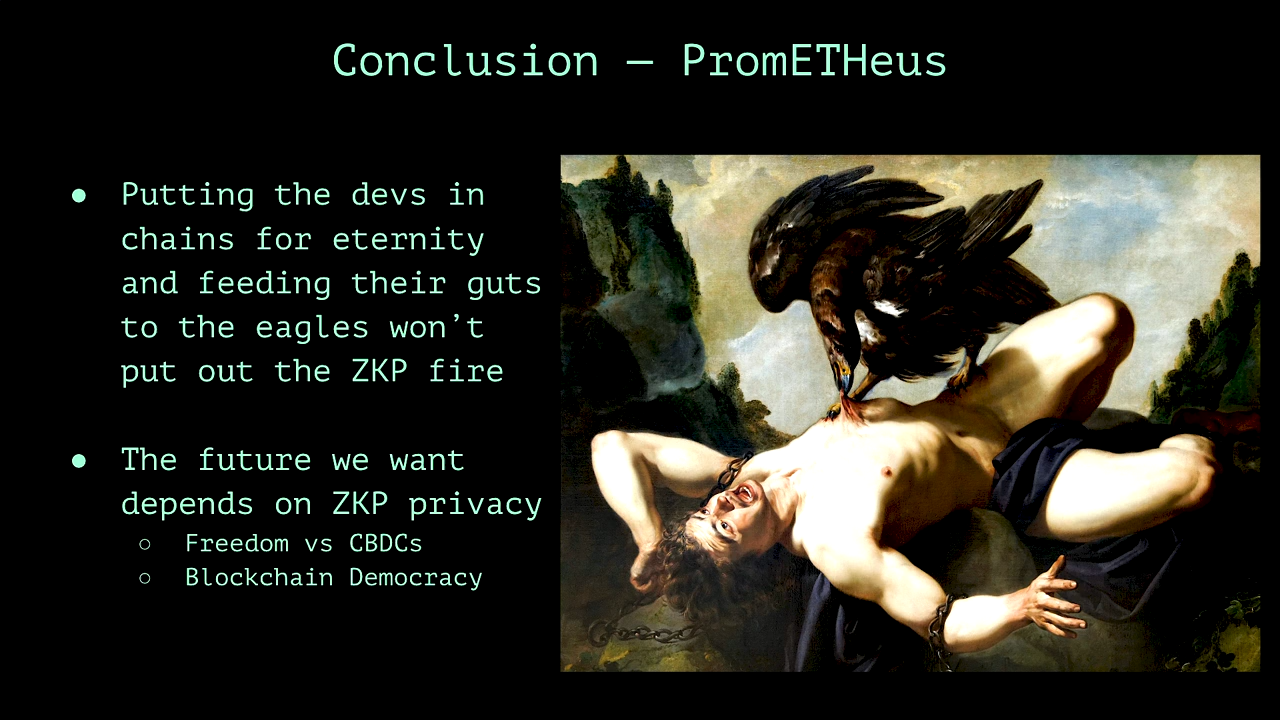 Conclusion — PromETHeus
● Putting the devs in
chains for eternity
and feeding their guts
to the eagles won’t
put out the ZKP fire
● The future we want
depends on ZKP privacy
○ Freedom vs CBDCs
○ Blockchain Democracy